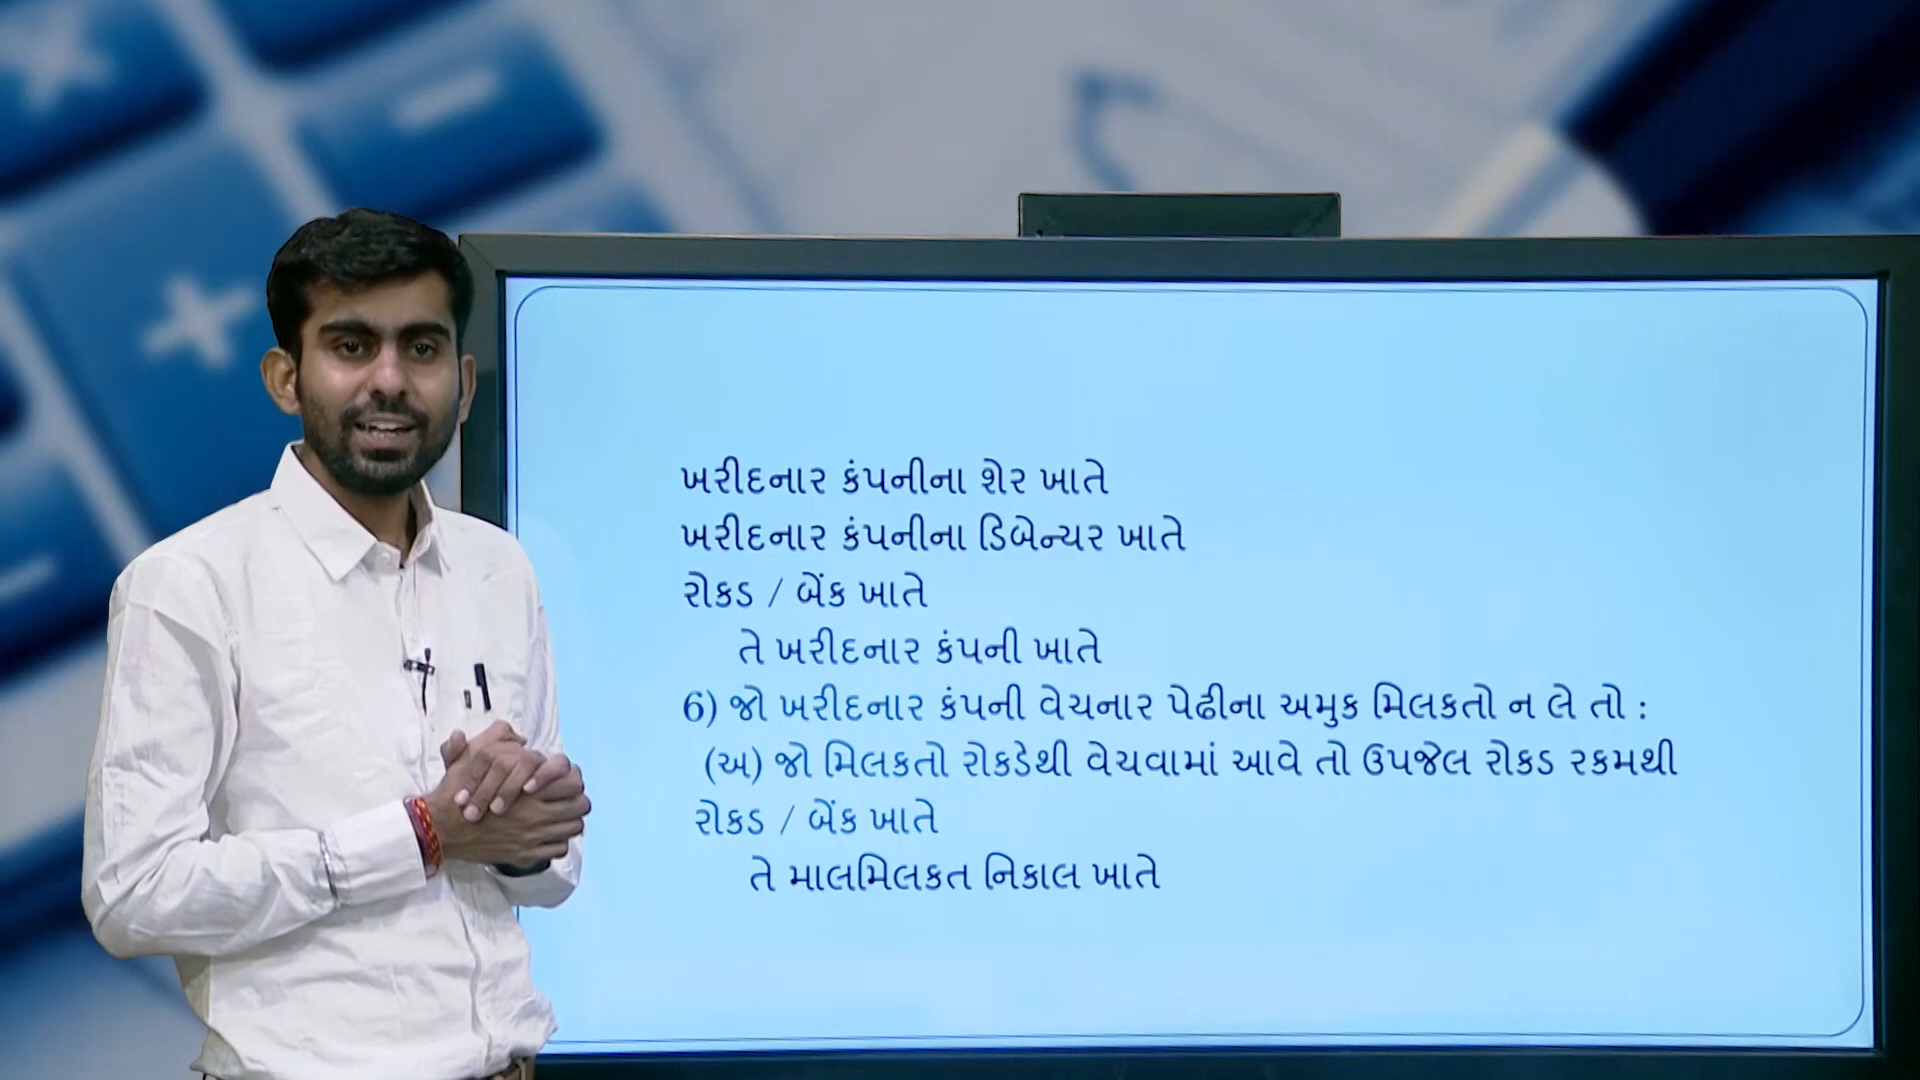 ખરીદનાર કંપનીના શેર ખાતે
ખરીદનાર કંપનીના ડિબેન્ચર ખાતે
રોકડ / બેંક ખાતે
તે ખરીદનાર કંપની ખાતે
6) જો ખરીદનાર કંપની વેચનાર પેઢીના અમુક મિલકતો ન લે તો :
(અ) જો મિલકતો રોકડેથી વેચવામાં આવે તો ઉપજેલ રોકડ રકમથી
રોકડ / બેંક ખાતે
તે માલમિલકત નિકાલ ખાતે